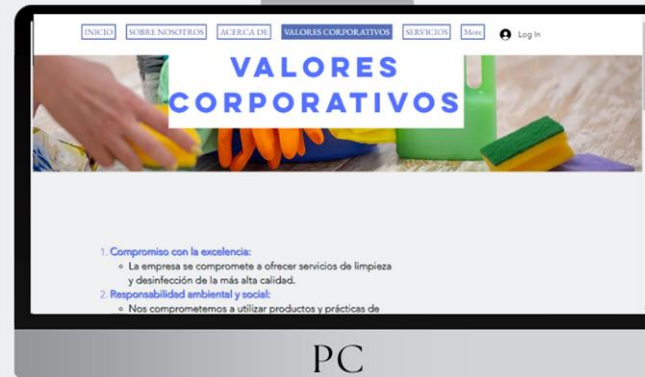 INICIO SOBRE NOSOTROS ACERCA DE VALORES CORPORATIVOS SERVICIOS More Log In
VALORES
CORPORATIVOS
1. Compromiso con la excelencia:
La empresa se compromete a ofrecer servicios de limpieza
y desinfección de la más alta calidad.
2. Responsabilidad ambiental y social:
Nos comprometemos a utilizar productos y prácticas de
PC